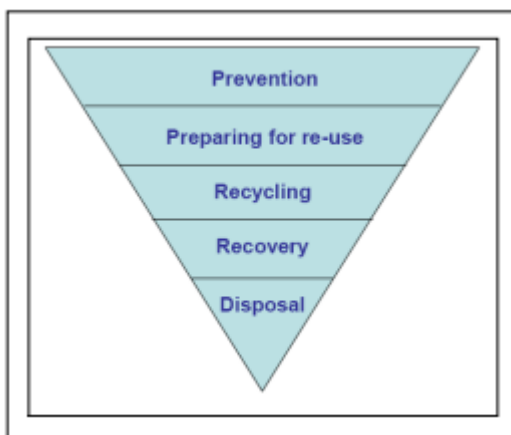 Prevention
Preparing for re-use
Recycling
Recovery
Disposal